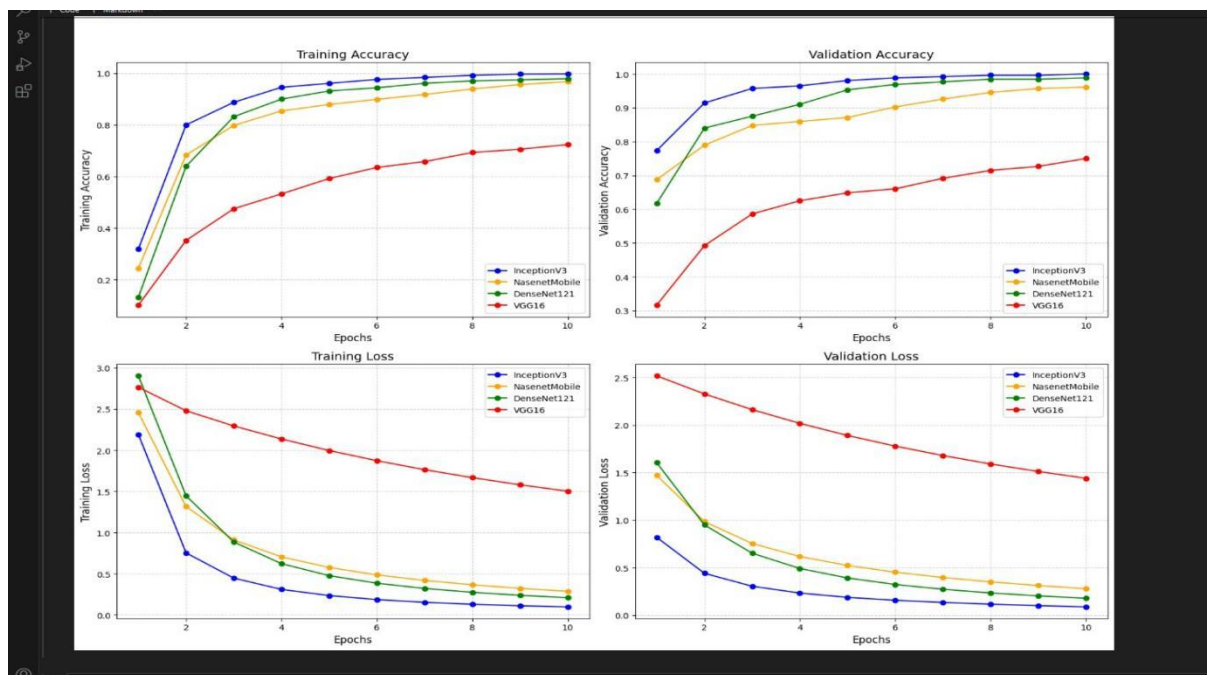 Code
Markdown
Training Accuracy
Training Accuracy
1.0
0.8
0.6
0.4
0.2
2
4
6
8
10
Epochs
InceptionV3
NasenetMobile
DenseNet121
VGG16
Validation Accuracy
Validation Accuracy
1.0
0.9
0.8
0.7
0.6
0.5
0.4
0.3
2
4
6
8
10
Epochs
InceptionV3
NasenetMobile
DenseNet121
VGG16
Training Loss
Training Loss
3.0
2.5
2.0
1.5
1.0
0.5
0.0
2
4
6
8
10
Epochs
InceptionV3
NasenetMobile
DenseNet121
VGG16
Validation Loss
Validation Loss
2.5
2.0
1.5
1.0
0.5
0.0
2
4
6
8
10
Epochs
InceptionV3
NasenetMobile
DenseNet121
VGG16